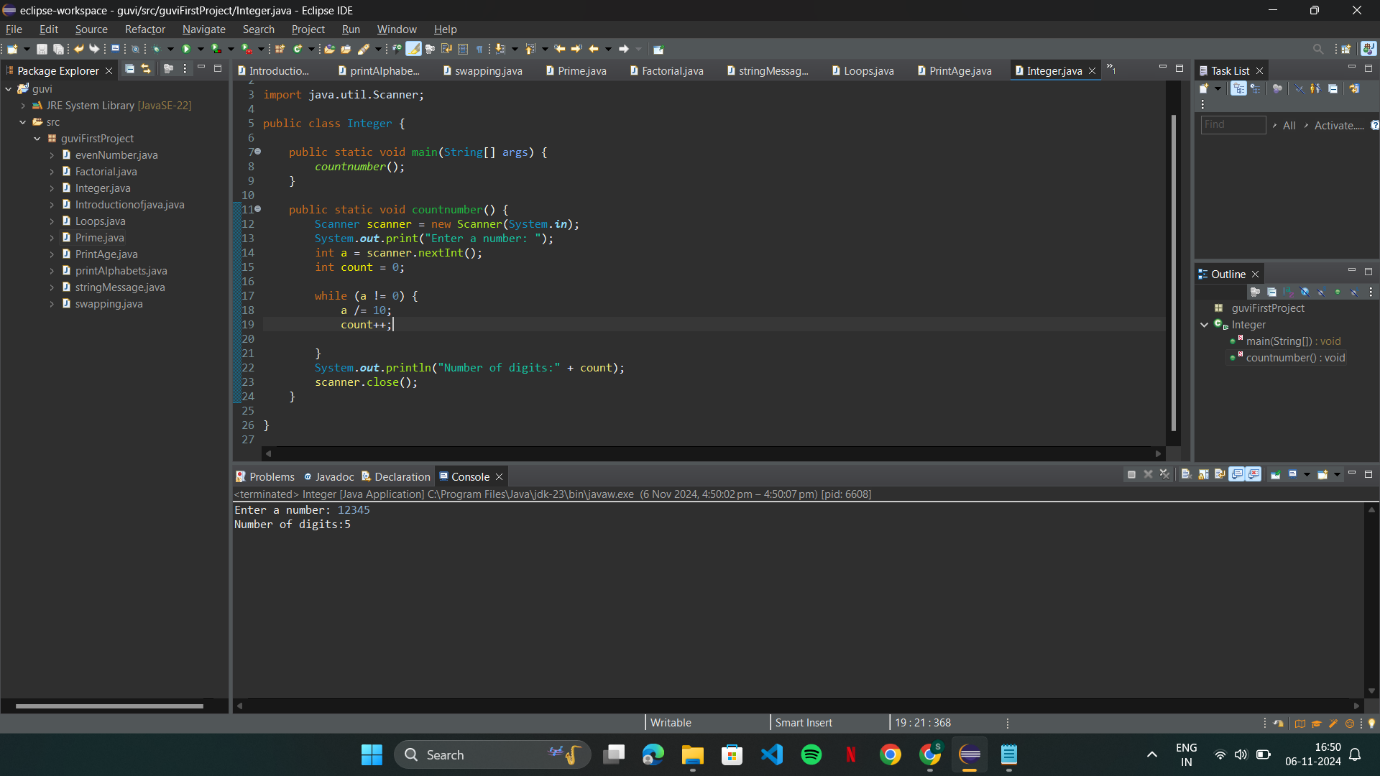 eclipse-workspace - guvi/src/guviFirstProject/Integer.java - Eclipse IDE
File Edit Source Refactor Navigate Search Project Run Window Help
Package Explorer
guvi
JRE System Library [JavaSE-22]
src
guviFirstProject
evenNumber.java
Factorial.java
Integer.java
Introductionofjava.java
Loops.java
Prime.java
PrintAge.java
printAlphabets.java
stringMessage.java
swapping.java
Introductio... printAlphabe... swapping.java Prime.java Factorial.java stringMessag... Loops.java PrintAge.java Integer.java »1
3 import java.util.Scanner;
4
5 public class Integer {
6
7 public static void main(String[] args) {
8 countnumber();
9 }
10
11 public static void countnumber() {
12 Scanner scanner = new Scanner(System.in);
13 System.out.print("Enter a number: ");
14 int a = scanner.nextInt();
15 int count = 0;
16
17 while (a != 0) {
18 a /= 10;
19 count++;
20
21 }
22 System.out.println("Number of digits:" + count);
23 scanner.close();
24 }
25
26 }
27
Task List
Find All Activate.... ?
Outline
guviFirstProject
Integer
main(String[]) : void
countnumber() : void
Problems Javadoc Declaration Console
<terminated> Integer [Java Application] C:\Program Files\Java\jdk-23\bin\javaw.exe (6 Nov 2024, 4:50:02 pm – 4:50:07 pm) [pid: 6608]
Enter a number: 12345
Number of digits:5
Writable Smart Insert 19 : 21 : 368
Search
ENG
IN
16:50
06-11-2024